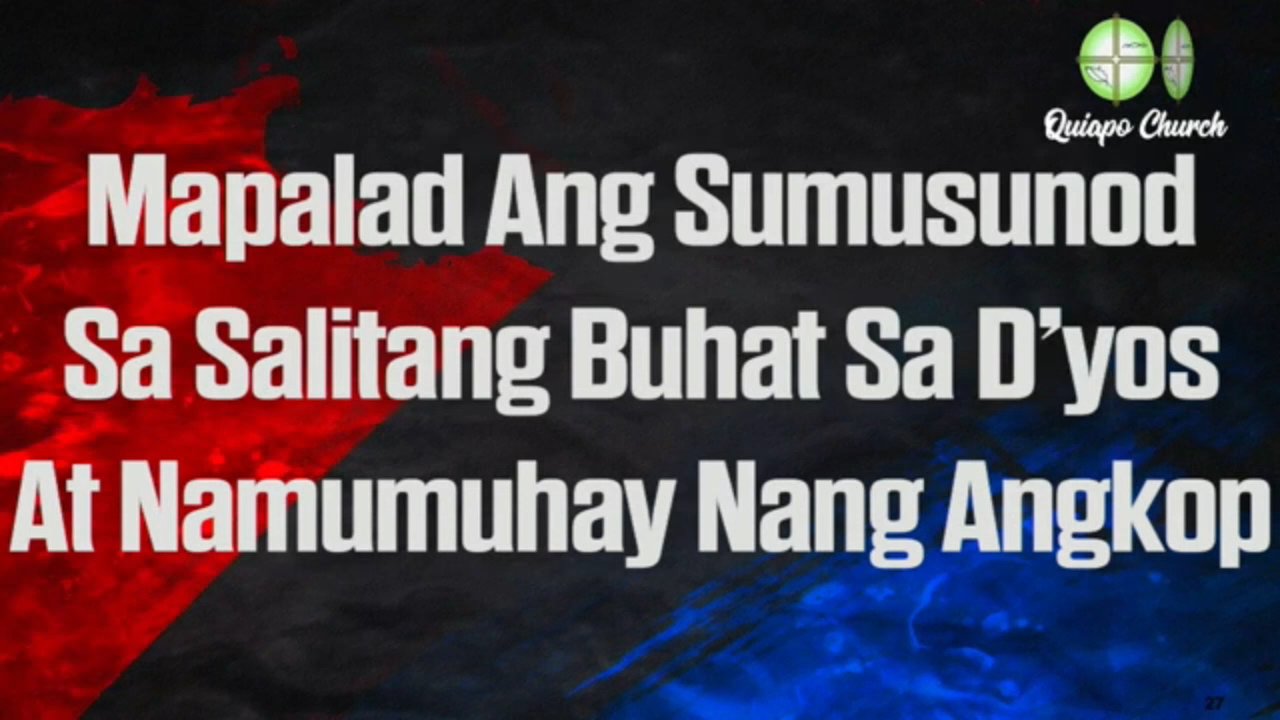 Quiapo Church
Mapalad Ang Sumusunod
Sa Salitang Buhat Sa D’yos
At Namumuhay Nang Angkop
27